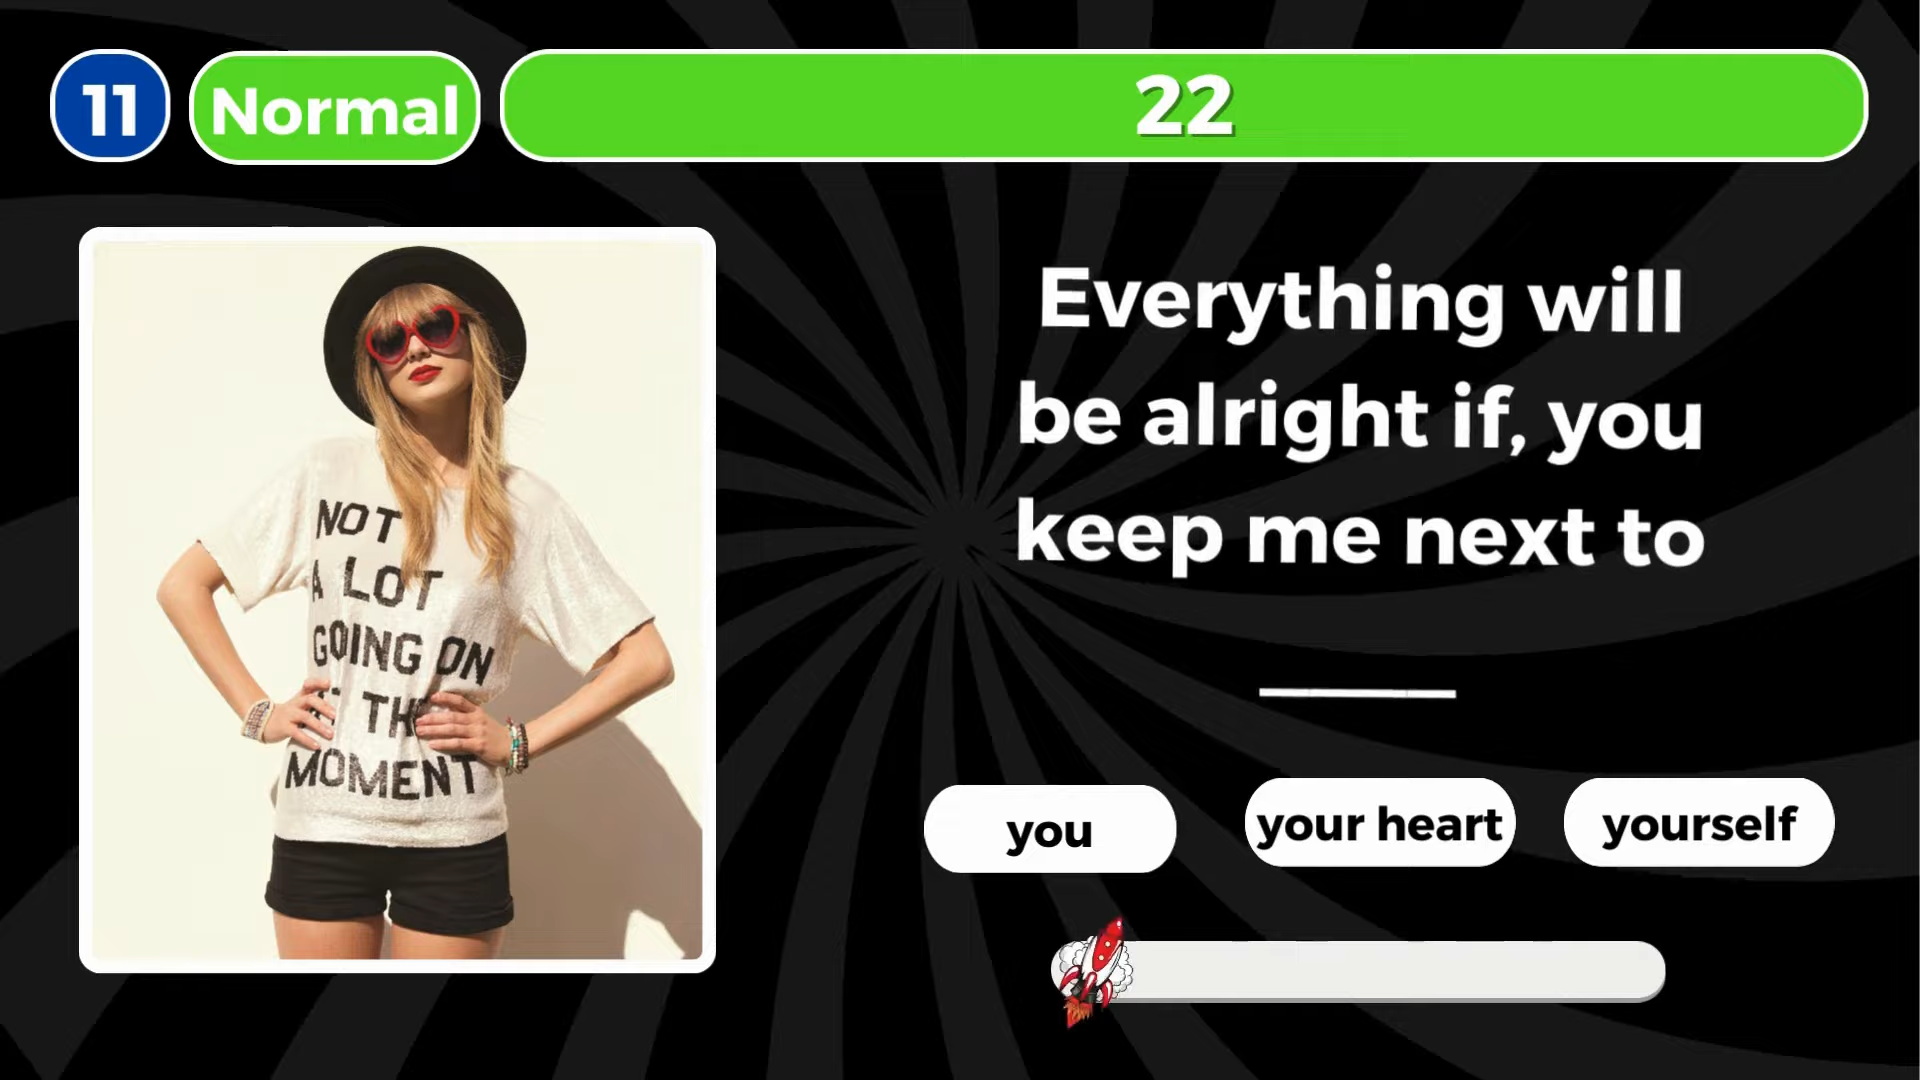 11 Normal 22
NOT
A LOT
GOING ON
THE
MOMENT
Everything will
be alright if, you
keep me next to
you your heart yourself